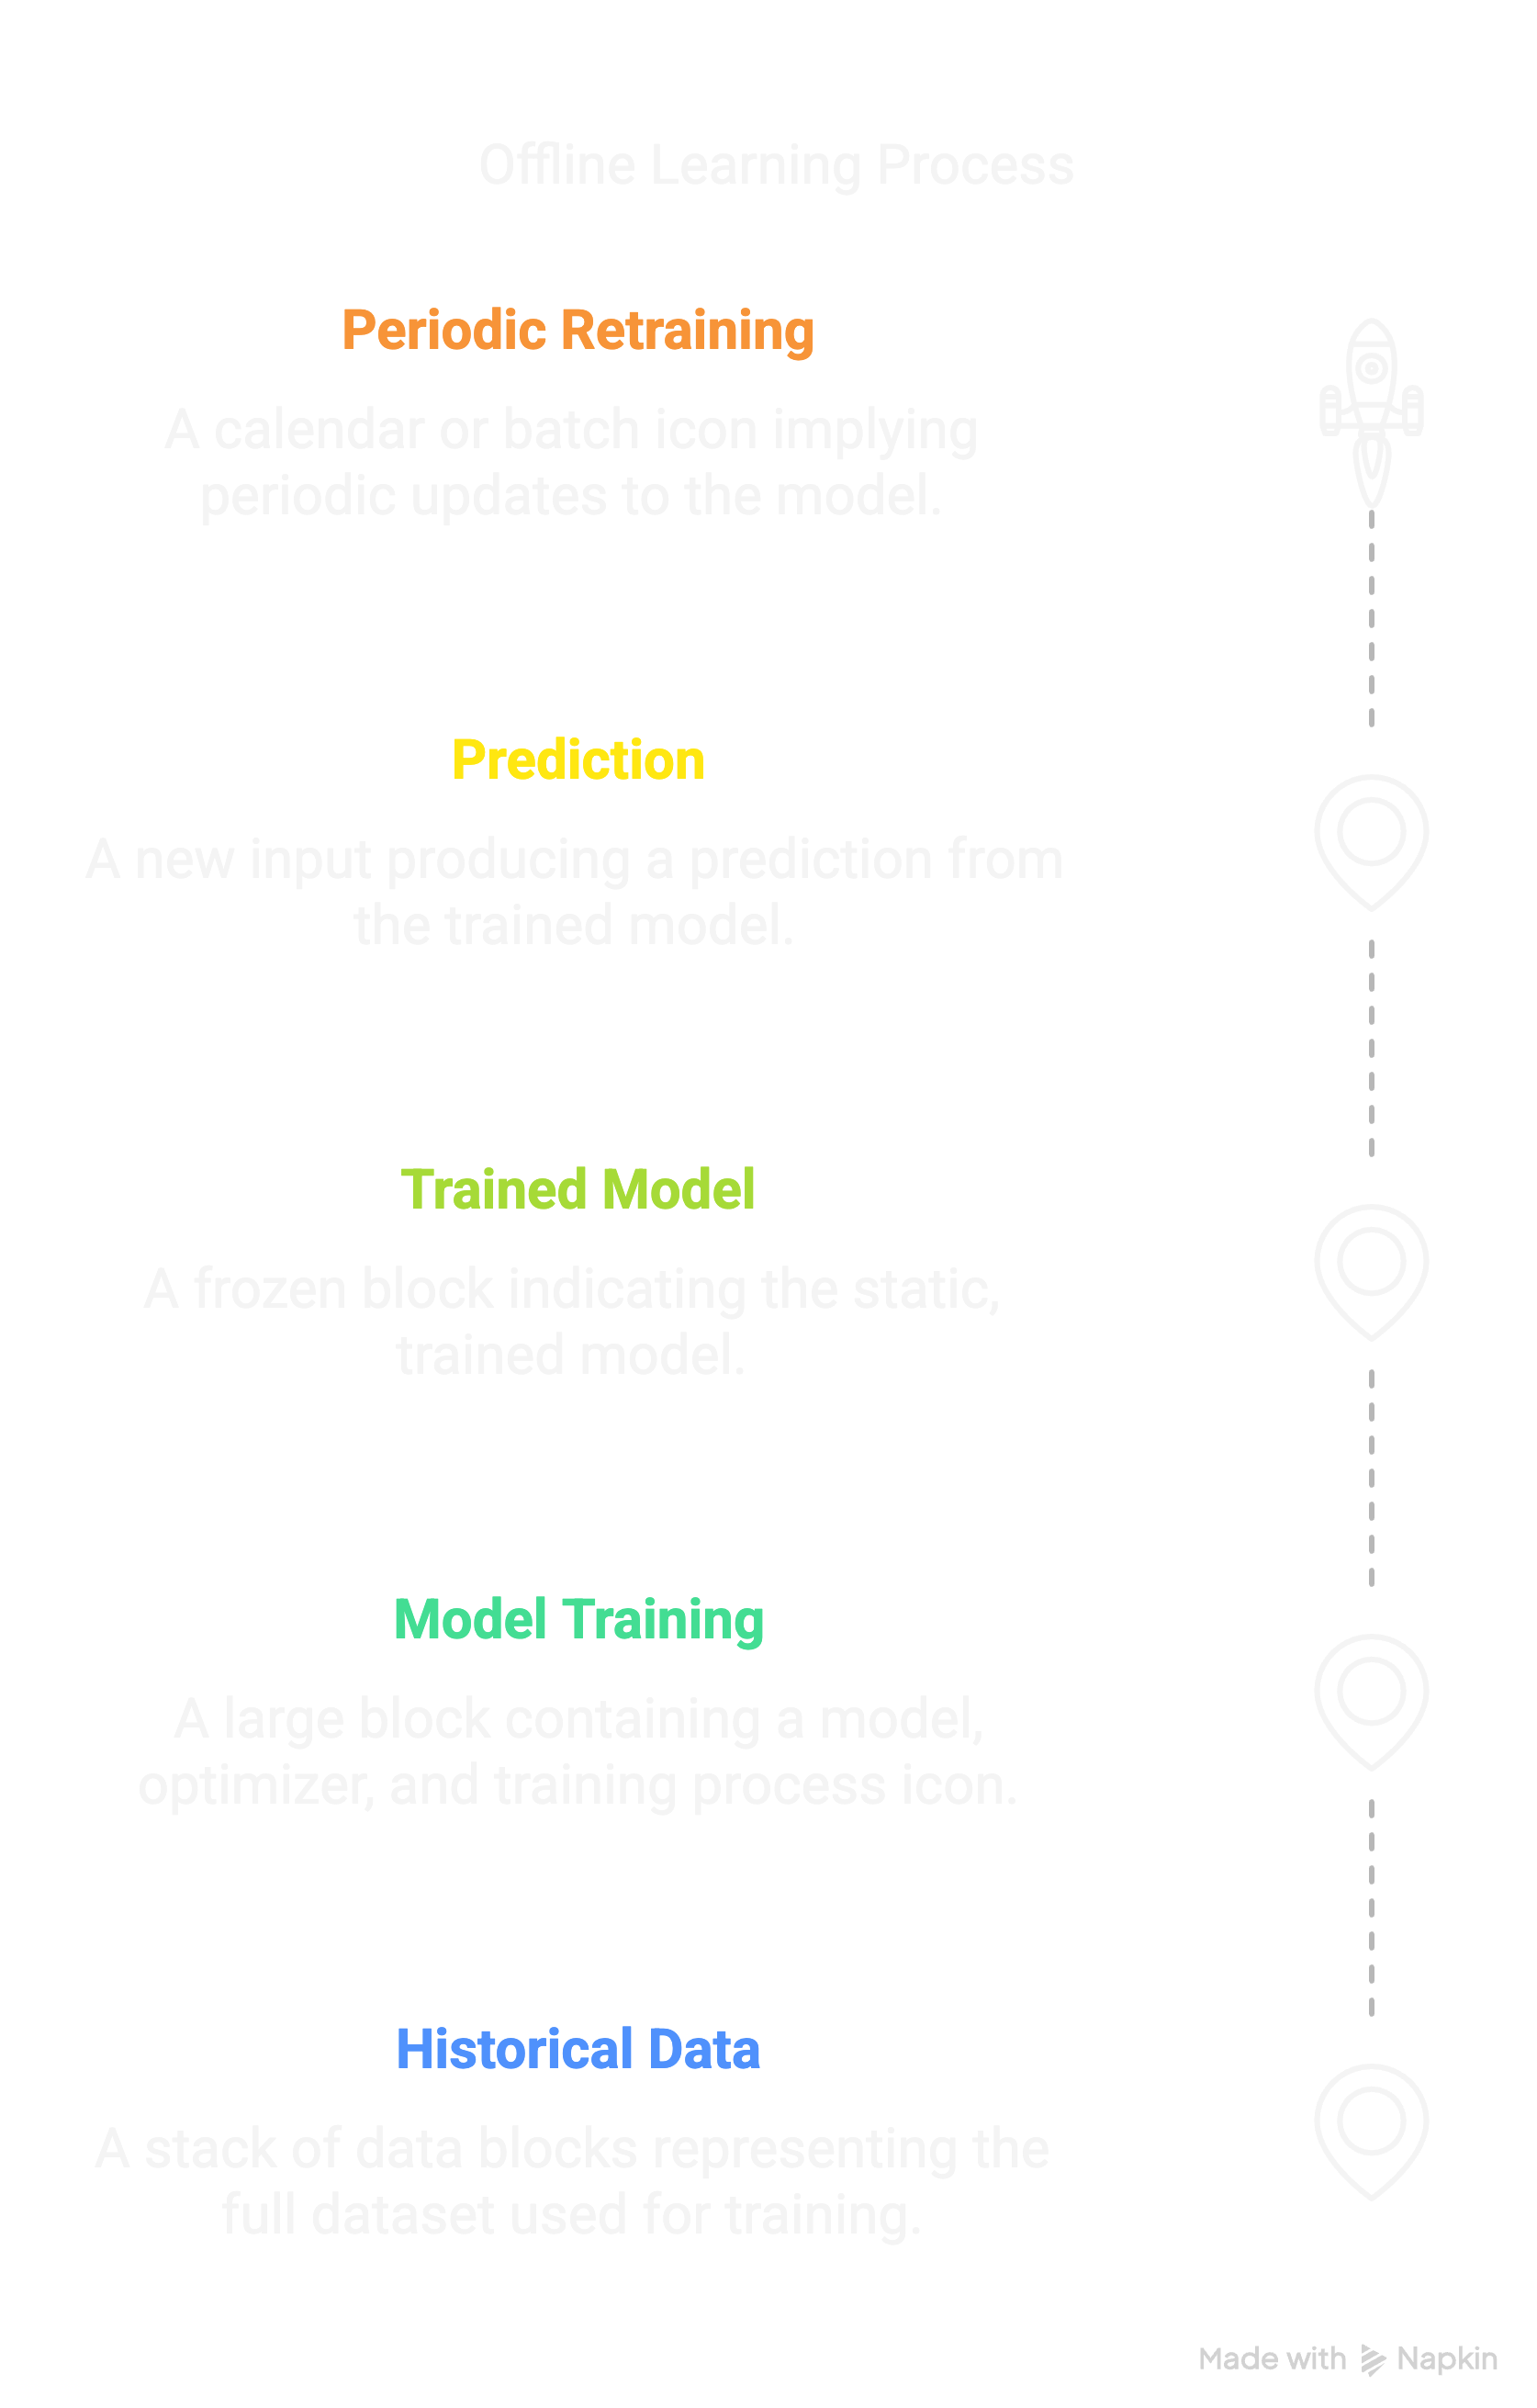 Offline Learning Process
Periodic Retraining
A calendar or batch icon implying
periodic updates to the model.
Prediction
A new input producing a prediction from
the trained model.
Trained Model
A frozen block indicating the static,
trained model.
Model Training
A large block containing a model,
optimizer, and training process icon.
Historical Data
A stack of data blocks representing the
full dataset used for training.
Made with Napkin